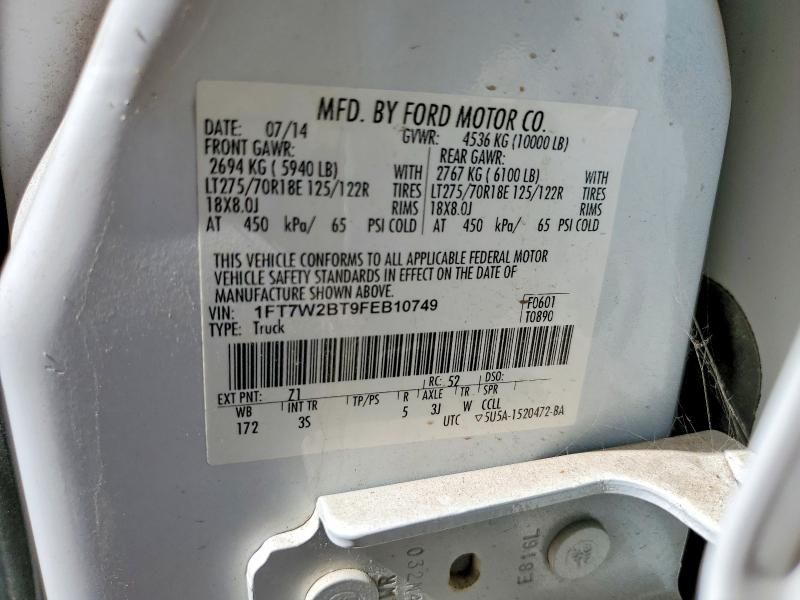 MFD. BY FORD MOTOR CO.
DATE: 07/14 GVWR: 4536 KG (10000 LB)
FRONT GAWR: REAR GAWR:
2694 KG ( 5940 LB) WITH 2767 KG ( 6100 LB) WITH
LT275/70R18E 125/122R TIRES LT275/70R18E 125/122R TIRES
18X8.0J RIMS 18X8.0J RIMS
AT 450 kPa/ 65 PSI COLD AT 450 kPa/ 65 PSI COLD
THIS VEHICLE CONFORMS TO ALL APPLICABLE FEDERAL MOTOR
VEHICLE SAFETY STANDARDS IN EFFECT ON THE DATE OF
MANUFACTURE SHOWN ABOVE.
VIN: 1FT7W2BT9FEB10749 F0601
TYPE: Truck T0890
EXT PNT: Z1 RC: 52 DSO:
WB INT TR TP/PS R AXLE TR SPR
172 3S 5 3J W CCLL
UTC ▽5U5A-1520472-BA
E816L